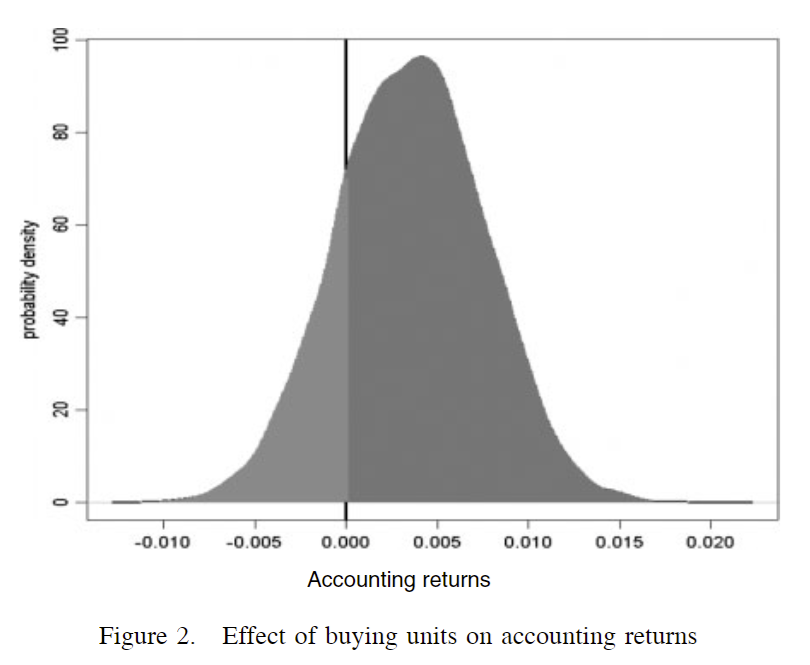 100
80
60
40
20
0
probability density
-0.010 -0.005 0.000 0.005 0.010 0.015 0.020
Accounting returns
Figure 2. Effect of buying units on accounting returns